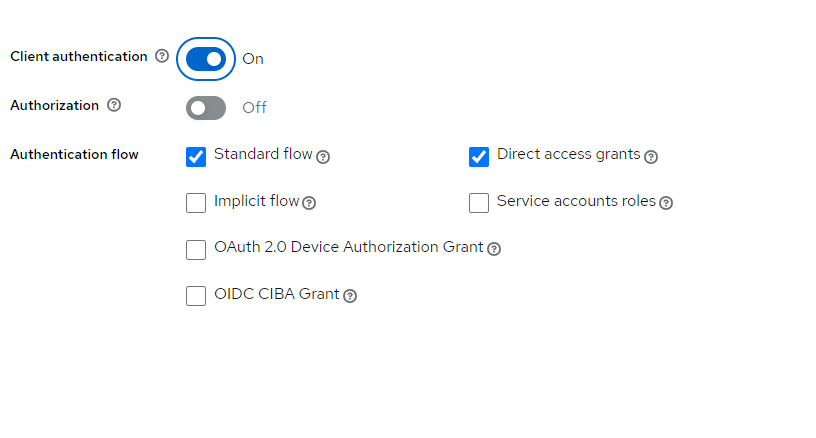 Client authentication ? On
Authorization ? Off
Authentication flow Standard flow ? Direct access grants ?
Implicit flow ? Service accounts roles ?
OAuth 2.0 Device Authorization Grant ?
OIDC CIBA Grant ?